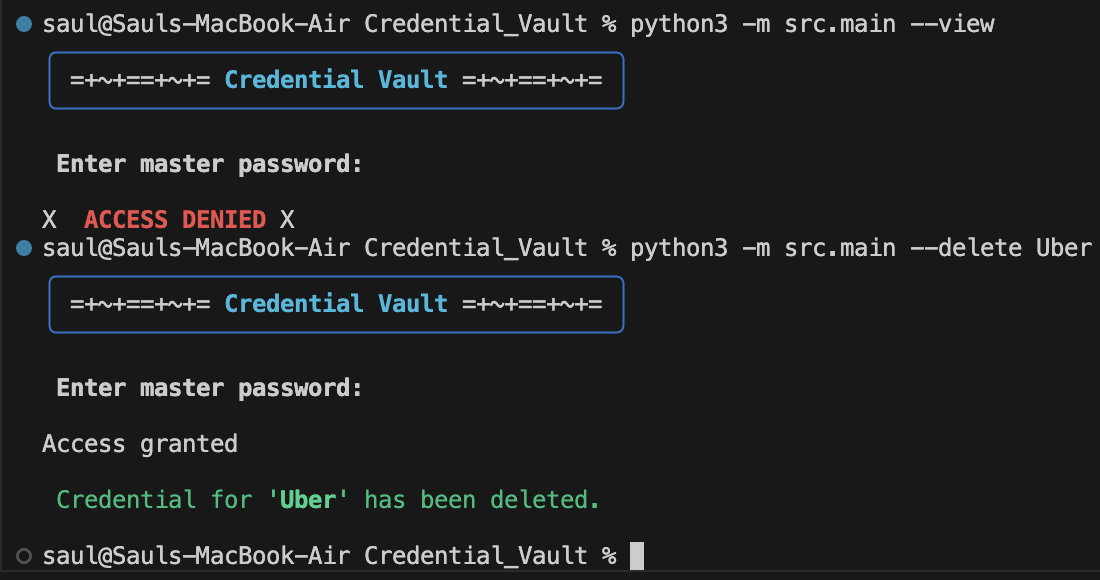 saul@Sauls-MacBook-Air Credential_Vault % python3 -m src.main --view
=+~+==+~+= Credential Vault =+~+==+~+=
Enter master password:
X  ACCESS DENIED X
saul@Sauls-MacBook-Air Credential_Vault % python3 -m src.main --delete Uber
=+~+==+~+= Credential Vault =+~+==+~+=
Enter master password:
Access granted
Credential for 'Uber' has been deleted.
saul@Sauls-MacBook-Air Credential_Vault %